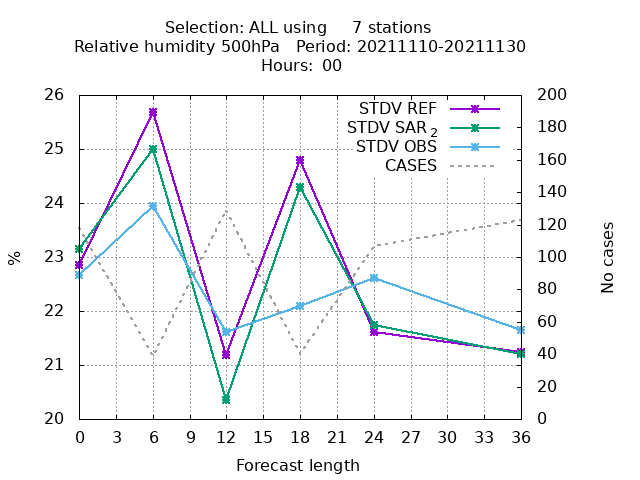 Selection: ALL using 7 stations
Relative humidity 500hPa Period: 20211110-20211130
Hours: 00
26
25
24
23
22
21
20
%
200
180
160
140
120
100
80
60
40
20
0
No cases
STDV REF
STDV SAR 2
STDV OBS
CASES
0 3 6 9 12 15 18 21 24 27 30 33 36
Forecast length